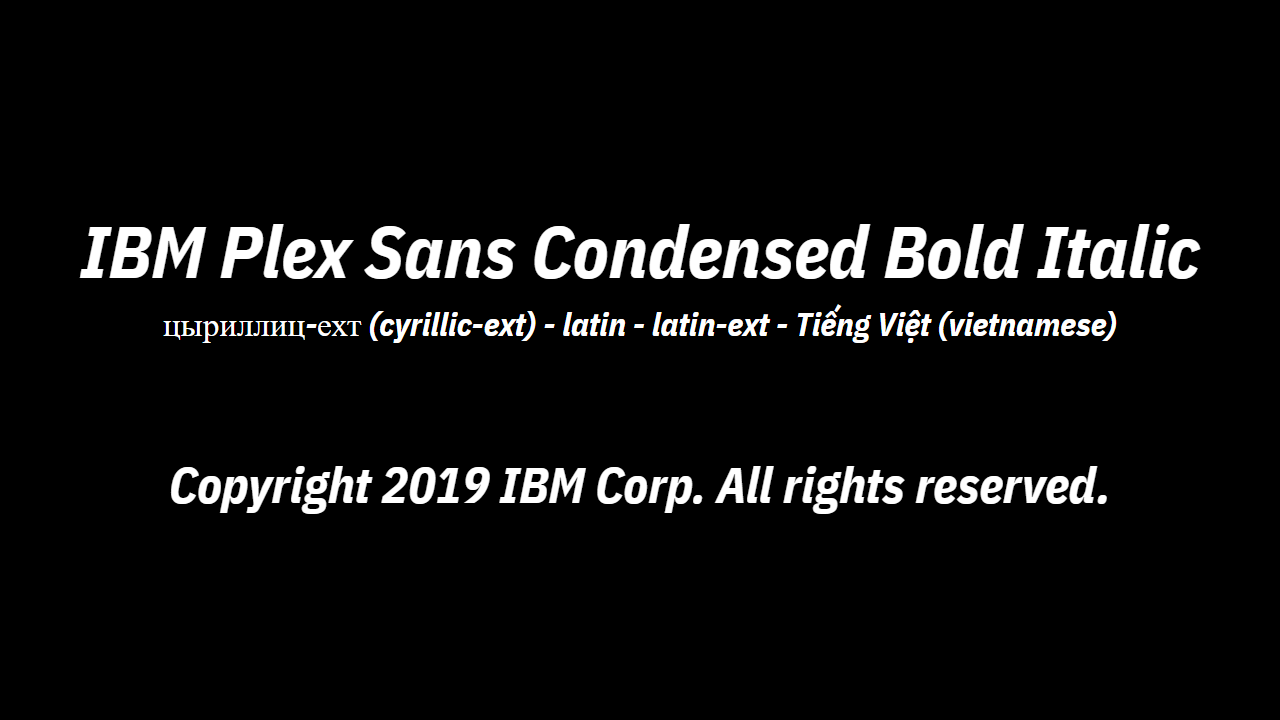 IBM Plex Sans Condensed Bold Italic
цыриллиц-ехт (cyrillic-ext) - latin - latin-ext - Tiếng Việt (vietnamese)
Copyright 2019 IBM Corp. All rights reserved.